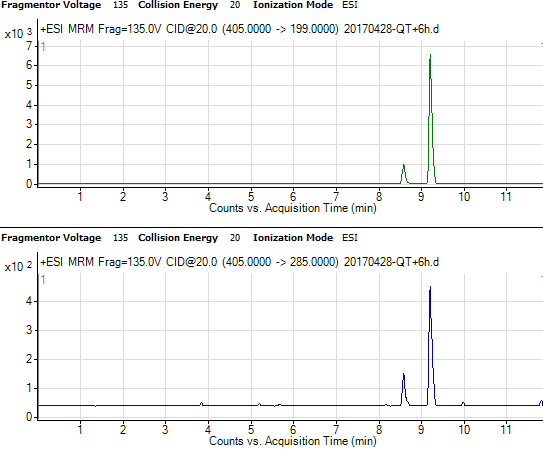 Fragmentor Voltage 135 Collision Energy 20 Ionization Mode ESI
x10 3 +ESI MRM Frag=135.0V CID@20.0 (405.0000 -> 199.0000) 20170428-QT+6h.d
1
7
6
5
4
3
2
1
0
1 2 3 4 5 6 7 8 9 10 11
Counts vs. Acquisition Time (min)
Fragmentor Voltage 135 Collision Energy 20 Ionization Mode ESI
x10 2 +ESI MRM Frag=135.0V CID@20.0 (405.0000 -> 285.0000) 20170428-QT+6h.d
1
4
3
2
1
0
1 2 3 4 5 6 7 8 9 10 11
Counts vs. Acquisition Time (min)